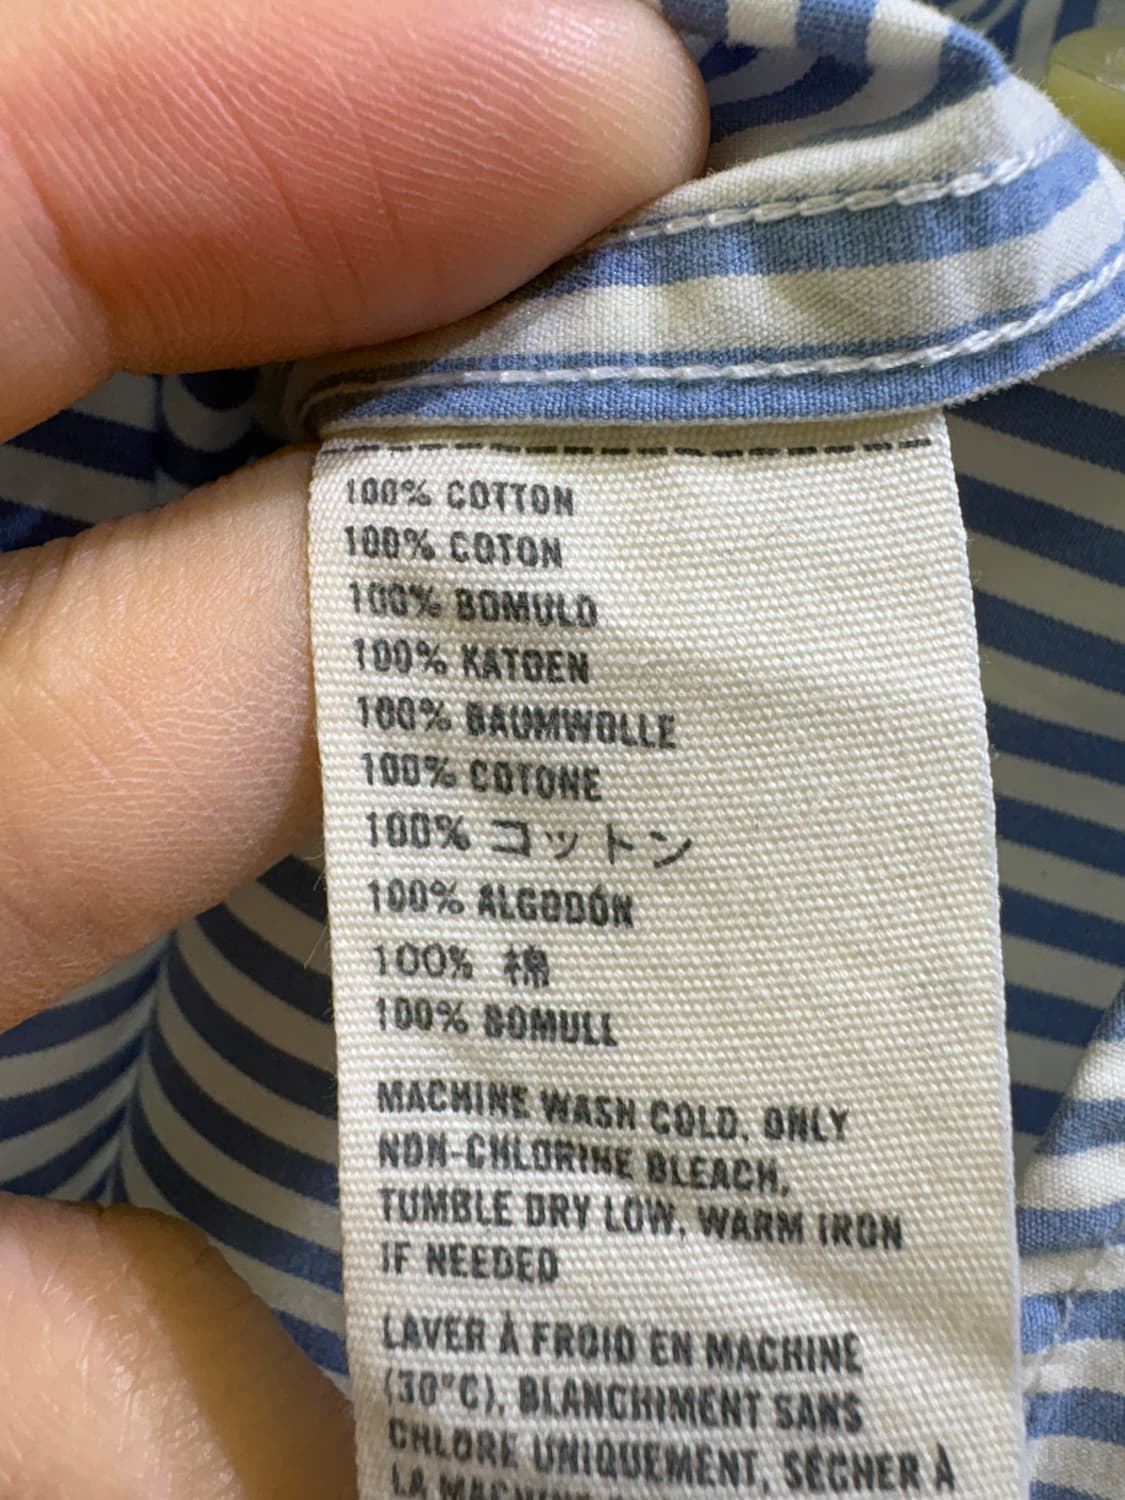 100% COTTON
100% COTON
100% BOMULD
100% KATOEN
100% BAUMWOLLE
100% COTONE
100% コットン
100% ALGODÓN
100% 棉
100% BOMULL
MACHINE WASH COLD, ONLY
NON-CHLORINE BLEACH,
TUMBLE DRY LOW, WARM IRON
IF NEEDED
LAVER À FROID EN MACHINE
(30°C), BLANCHIMENT SANS
CHLORE UNIQUEMENT, SÉCHER À
LA MACHINE